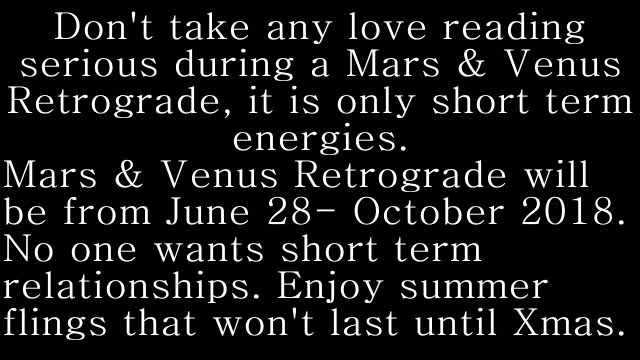 Don't take any love reading
serious during a Mars & Venus
Retrograde, it is only short term
energies.
Mars & Venus Retrograde will
be from June 28- October 2018.
No one wants short term
relationships. Enjoy summer
flings that won't last until Xmas.